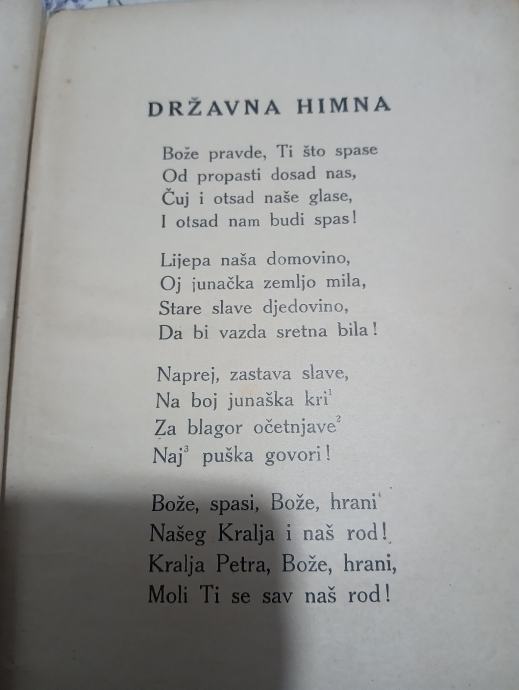 DRŽAVNA HIMNA
Bože pravde, Ti što spase
Od propasti dosad nas,
Čuj i otsad naše glase,
I otsad nam budi spas!
Lijepa naša domovino,
Oj junačka zemljo mila,
Stare slave djedovino,
Da bi vazda sretna bila!
Naprej, zastava slave,
Na boj junaška kri¹
Za blagor očetnjave²
Naj³ puška govori!
Bože, spasi, Bože, hrani⁴
Našeg Kralja i naš rod!
Kralja Petra, Bože, hrani,
Moli Ti se sav naš rod!